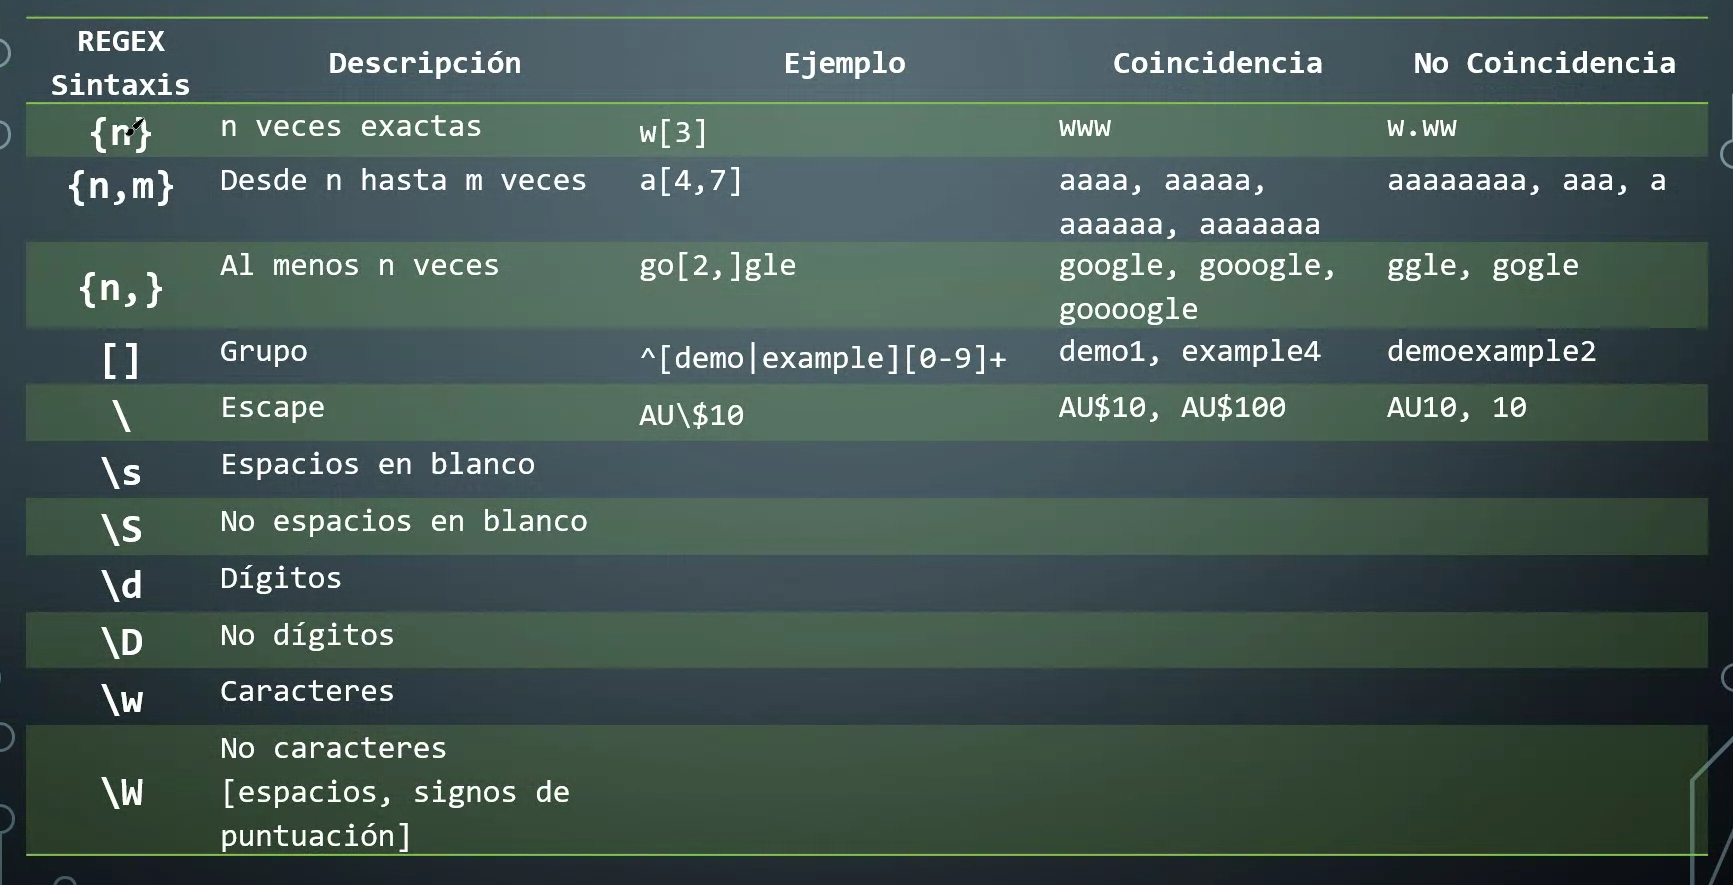 REGEX
Sintaxis
Descripción
Ejemplo
Coincidencia
No Coincidencia
{n}
n veces exactas
w[3]
www
w.ww
{n,m}
Desde n hasta m veces
a[4,7]
aaaa, aaaaa,
aaaaaa, aaaaaaa
aaaaaaaa, aaa, a
{n,}
Al menos n veces
go[2,]gle
google, gooogle,
goooogle
ggle, gogle
[]
Grupo
^[demo|example][0-9]+
demo1, example4
demoexample2
\
Escape
AU\$10
AU$10, AU$100
AU10, 10
\s
Espacios en blanco
\S
No espacios en blanco
\d
Dígitos
\D
No dígitos
\w
Caracteres
\W
No caracteres
[espacios, signos de
puntuación]